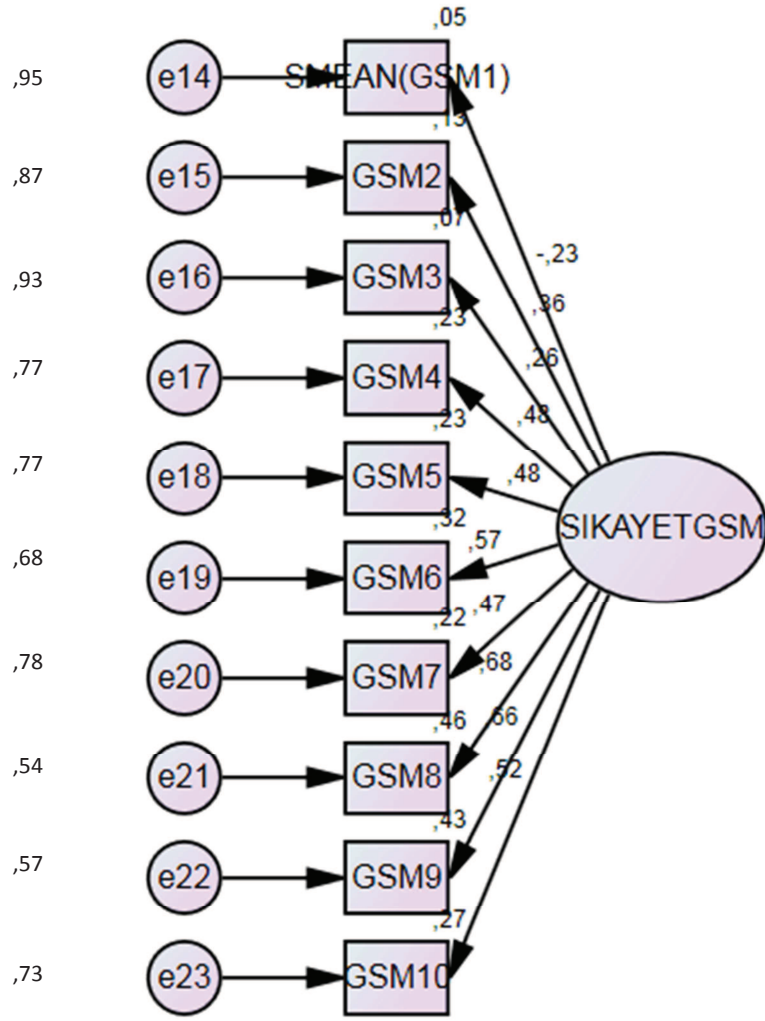 ,05
,95
e14
SMEAN(GSM1)
,13
,87
e15
GSM2
,07
-,23
,93
e16
GSM3
,36
,23
,26
,77
e17
GSM4
,23
,48
,77
e18
GSM5
,48
,32
SIKAYETGSM
,57
,68
e19
GSM6
,22
,47
,78
e20
GSM7
,68
,46
,66
,54
e21
GSM8
,52
,43
,57
e22
GSM9
,27
,73
e23
GSM10